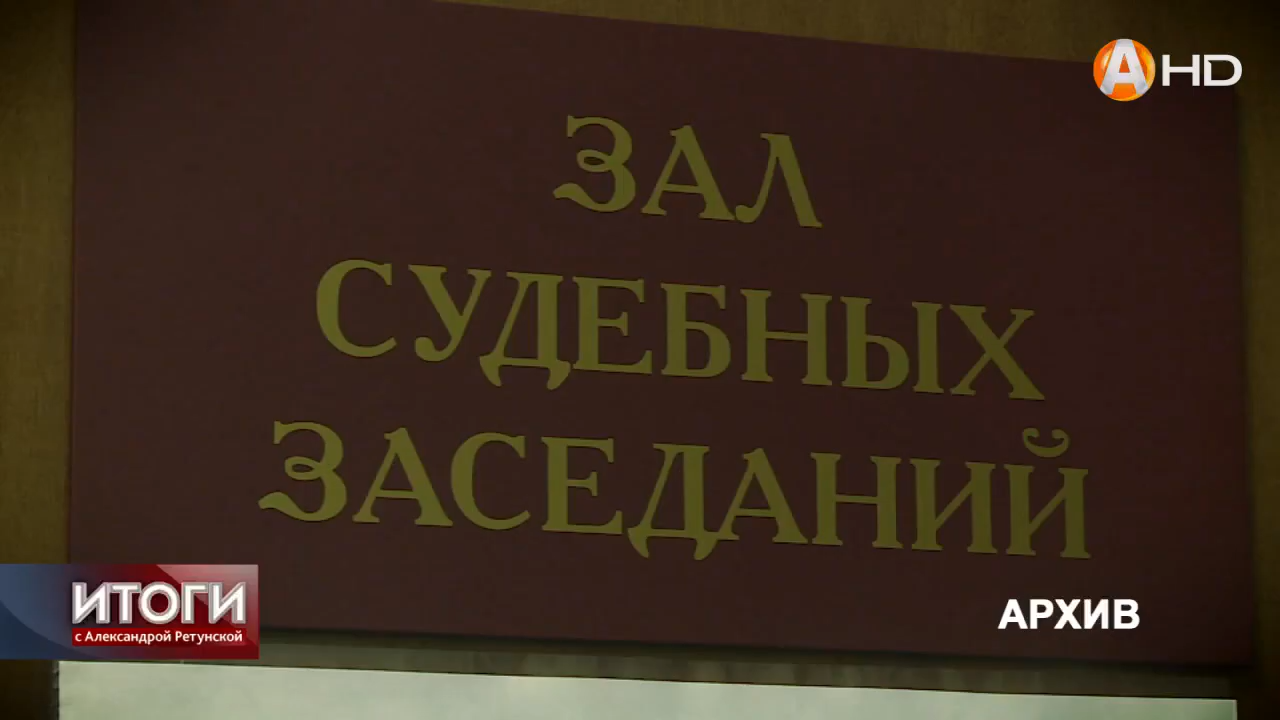 А HD
ЗАЛ
СУДЕБНЫХ
ЗАСЕДАНИЙ
ИТОГИ
с Александрой Ретунской
АРХИВ